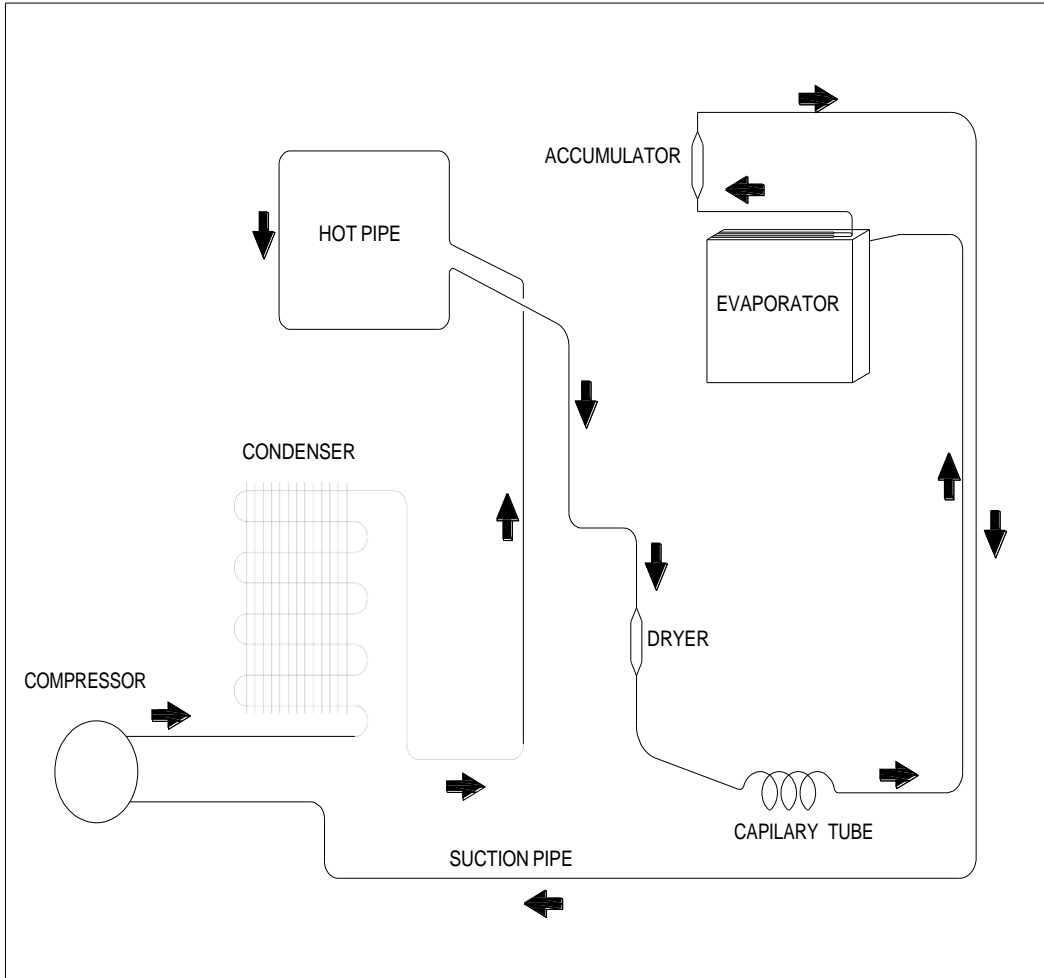 ACCUMULATOR
HOT PIPE
EVAPORATOR
CONDENSER
DRYER
COMPRESSOR
CAPILARY TUBE
SUCTION PIPE